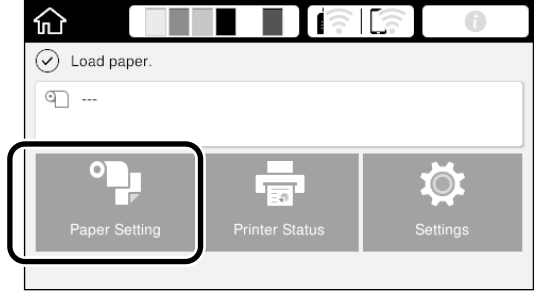 Load paper.
---
Paper Setting
Printer Status
Settings